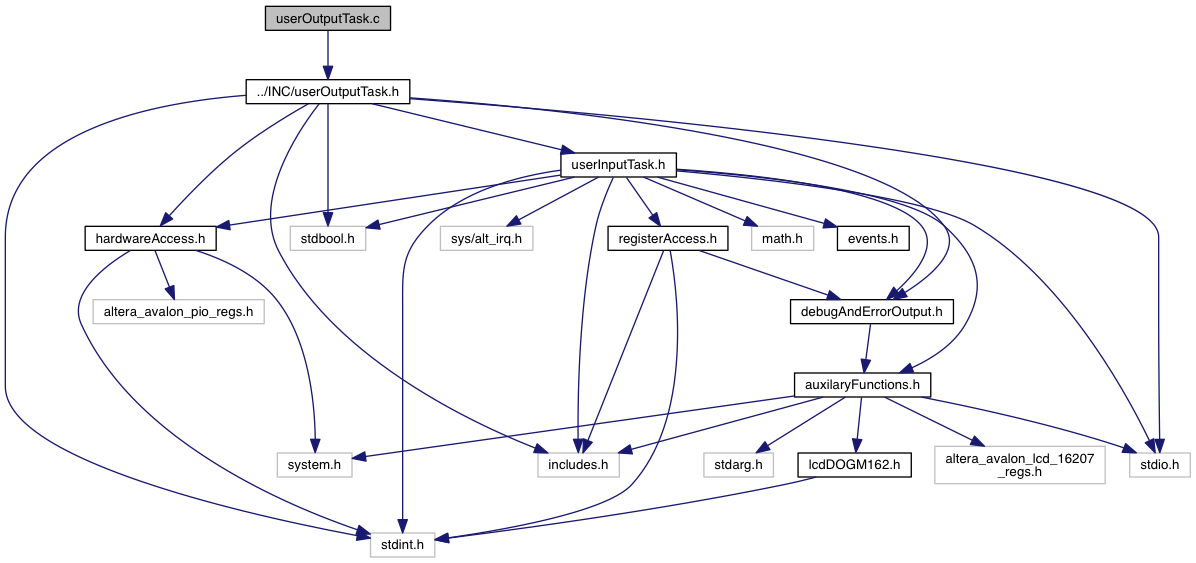 userOutputTask.c
../INC/userOutputTask.h
userInputTask.h
hardwareAccess.h
stdbool.h
sys/alt_irq.h
registerAccess.h
math.h
events.h
altera_avalon_pio_regs.h
debugAndErrorOutput.h
auxilaryFunctions.h
system.h
includes.h
stdarg.h
lcdDOGM162.h
altera_avalon_lcd_16207
_regs.h
stdio.h
stdint.h